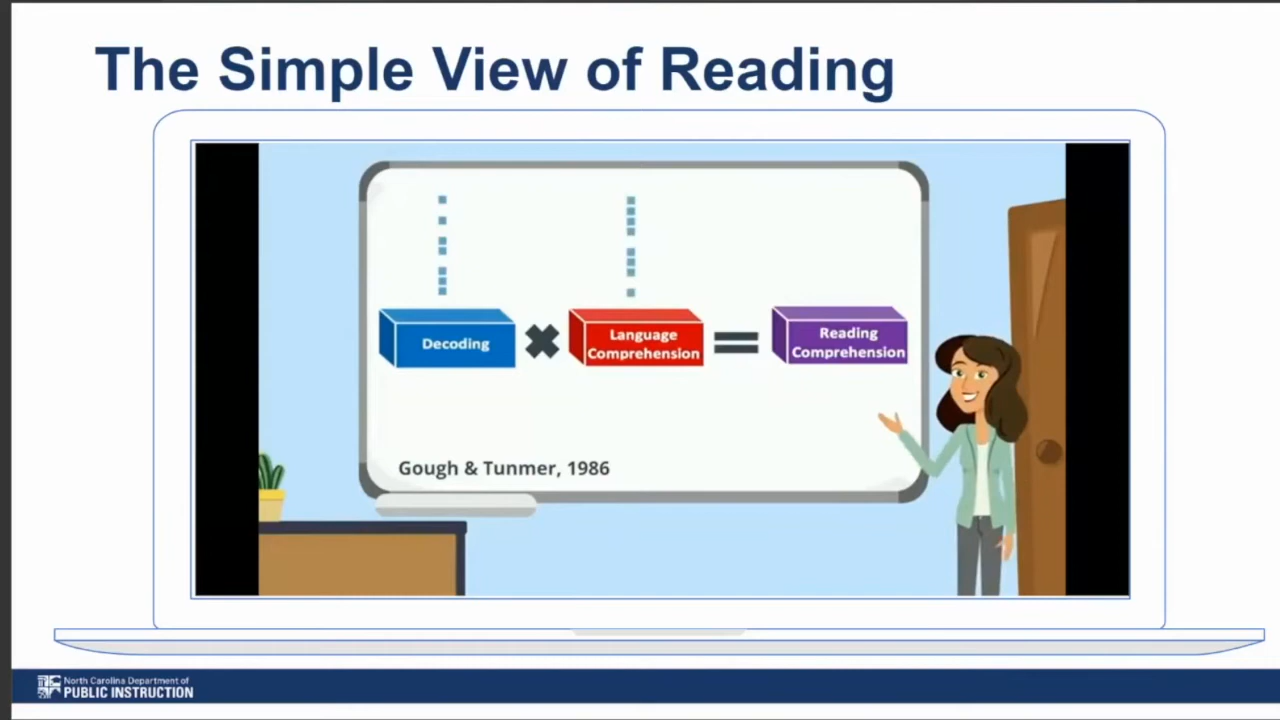 The Simple View of Reading
Decoding
Language
Comprehension
Reading
Comprehension
Gough & Tunmer, 1986
North Carolina Department of
PUBLIC INSTRUCTION